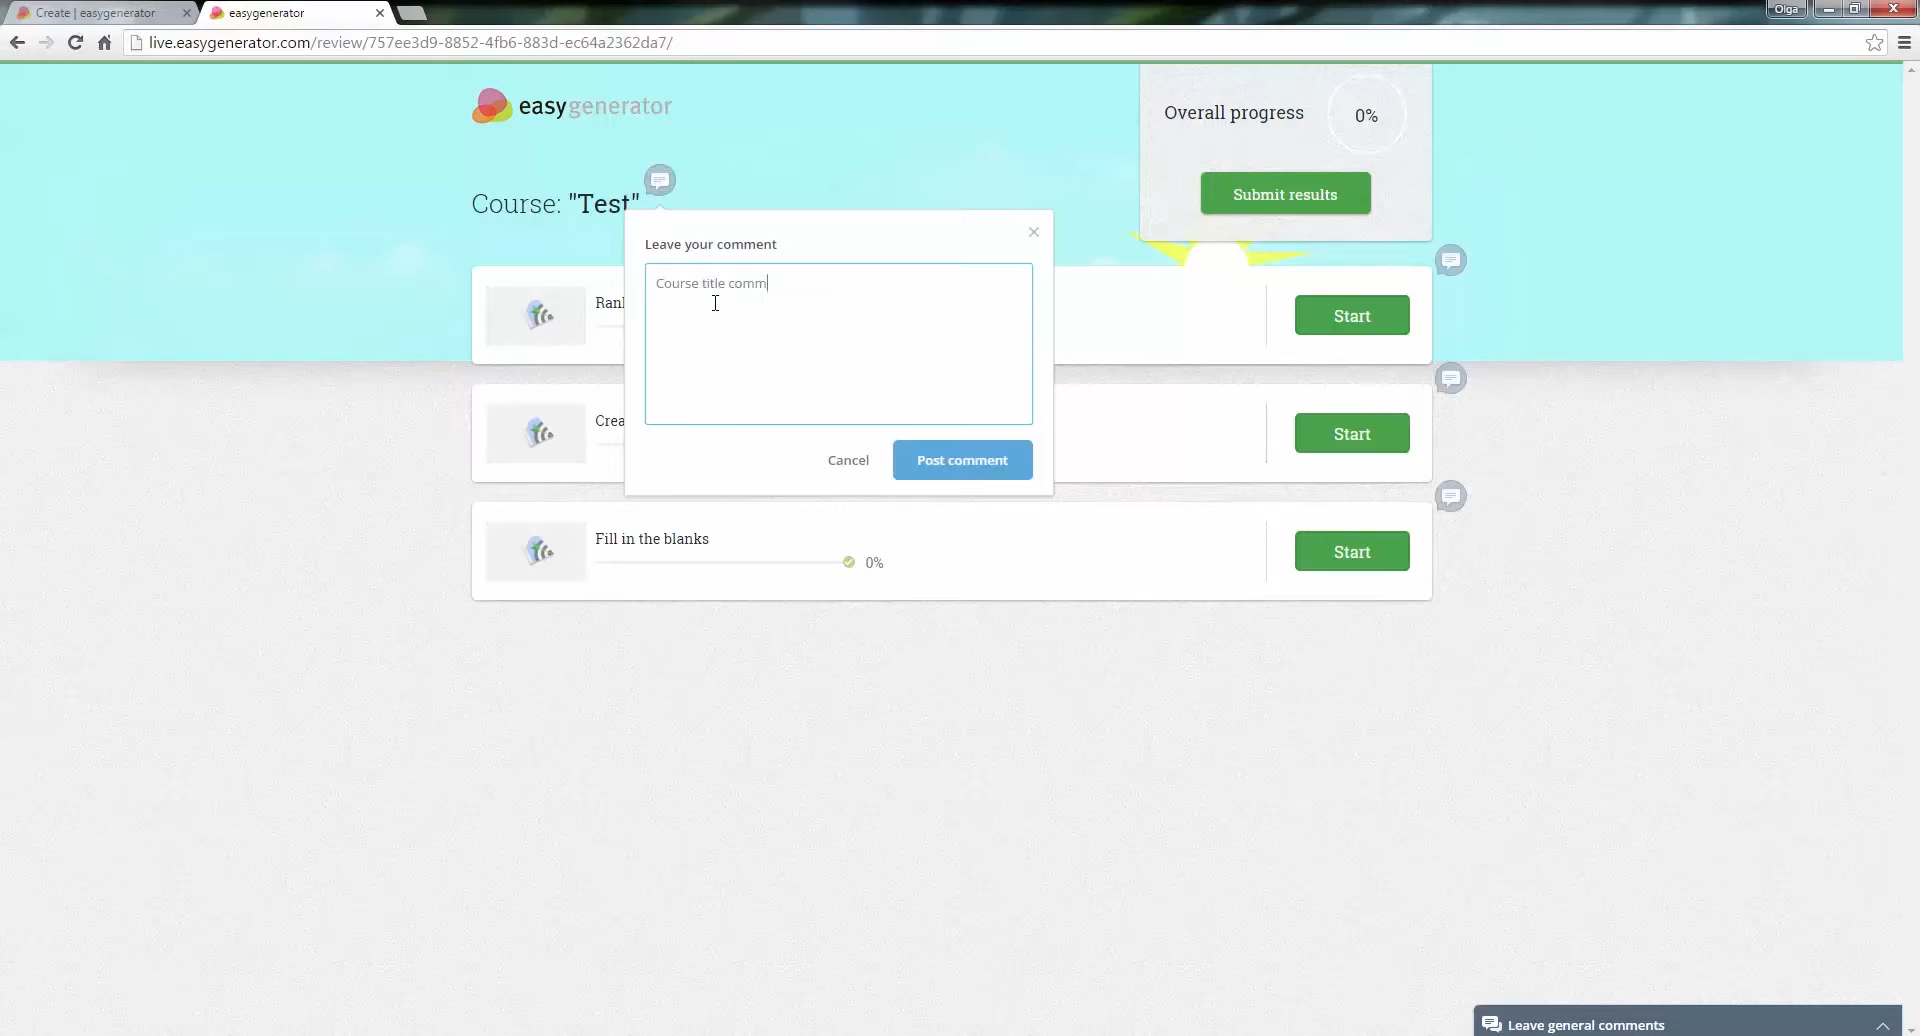 Create | easygenerator
easygenerator
Olga
live.easygenerator.com/review/757ee3d9-8852-4fb6-883d-ec64a2362da7/
easygenerator
Overall progress
0%
Submit results
Course: "Test"
Leave your comment
Course title comm
Cancel
Post comment
Ran
Start
Crea
Start
Fill in the blanks
0%
Start
Leave general comments